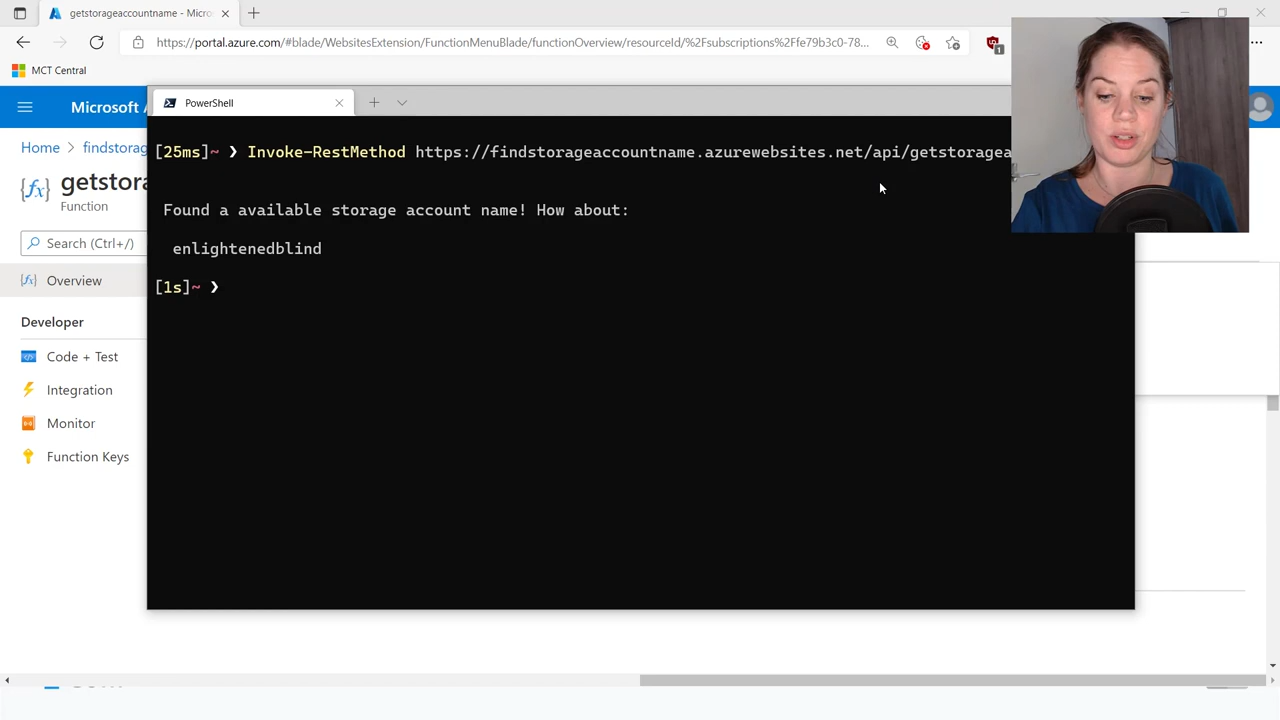 getstorageaccountname - Micro
https://portal.azure.com/#blade/WebsitesExtension/FunctionMenuBlade/functionOverview/resourceId/%2Fsubscriptions%2Ffe79b3c0-78...
1
MCT Central
Microsoft A
PowerShell
Home > findstorag
getstora
Function
Search (Ctrl+/)
Overview
Developer
Code + Test
Integration
Monitor
Function Keys
[25ms]~ ❯ Invoke-RestMethod https://findstorageaccountname.azurewebsites.net/api/getstoragea
Found a available storage account name! How about:
enlightenedblind
[1s]~ ❯